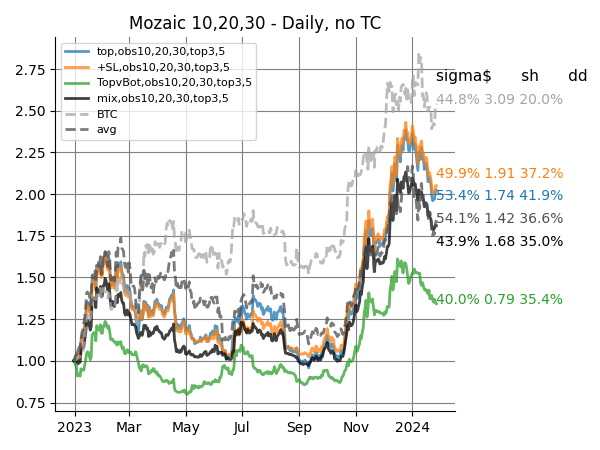 Mozaic 10,20,30 - Daily, no TC
top,obs10,20,30,top3,5
+SL,obs10,20,30,top3,5
TopvBot,obs10,20,30,top3,5
mix,obs10,20,30,top3,5
BTC
avg
sigma$ sh dd
44.8% 3.09 20.0%
49.9% 1.91 37.2%
53.4% 1.74 41.9%
54.1% 1.42 36.6%
43.9% 1.68 35.0%
40.0% 0.79 35.4%
2.75
2.50
2.25
2.00
1.75
1.50
1.25
1.00
0.75
2023 Mar May Jul Sep Nov 2024